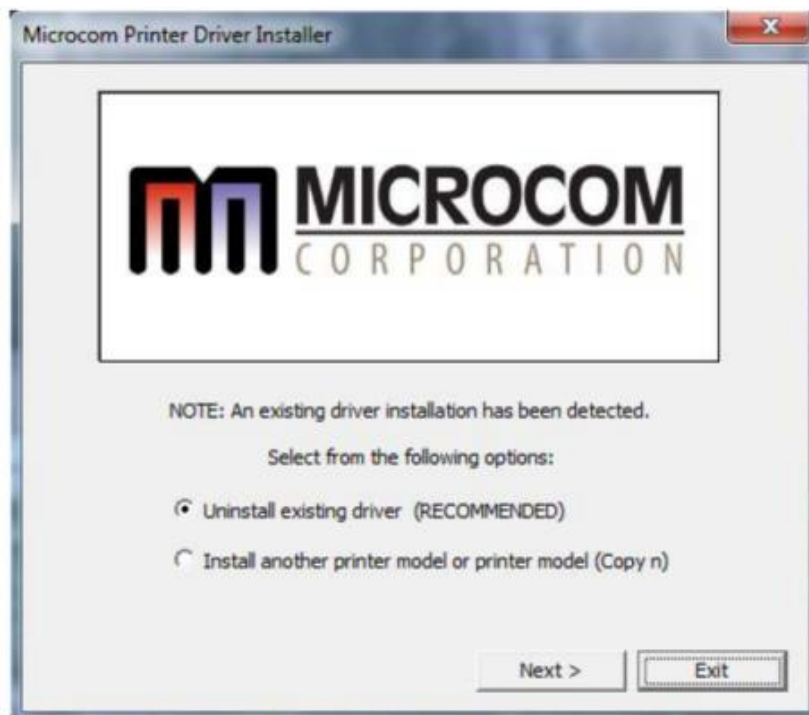 Microcom Printer Driver Installer
MICROCOM
CORPORATION
NOTE: An existing driver installation has been detected.
Select from the following options:
Uninstall existing driver (RECOMMENDED)
Install another printer model or printer model (Copy n)
Next >
Exit